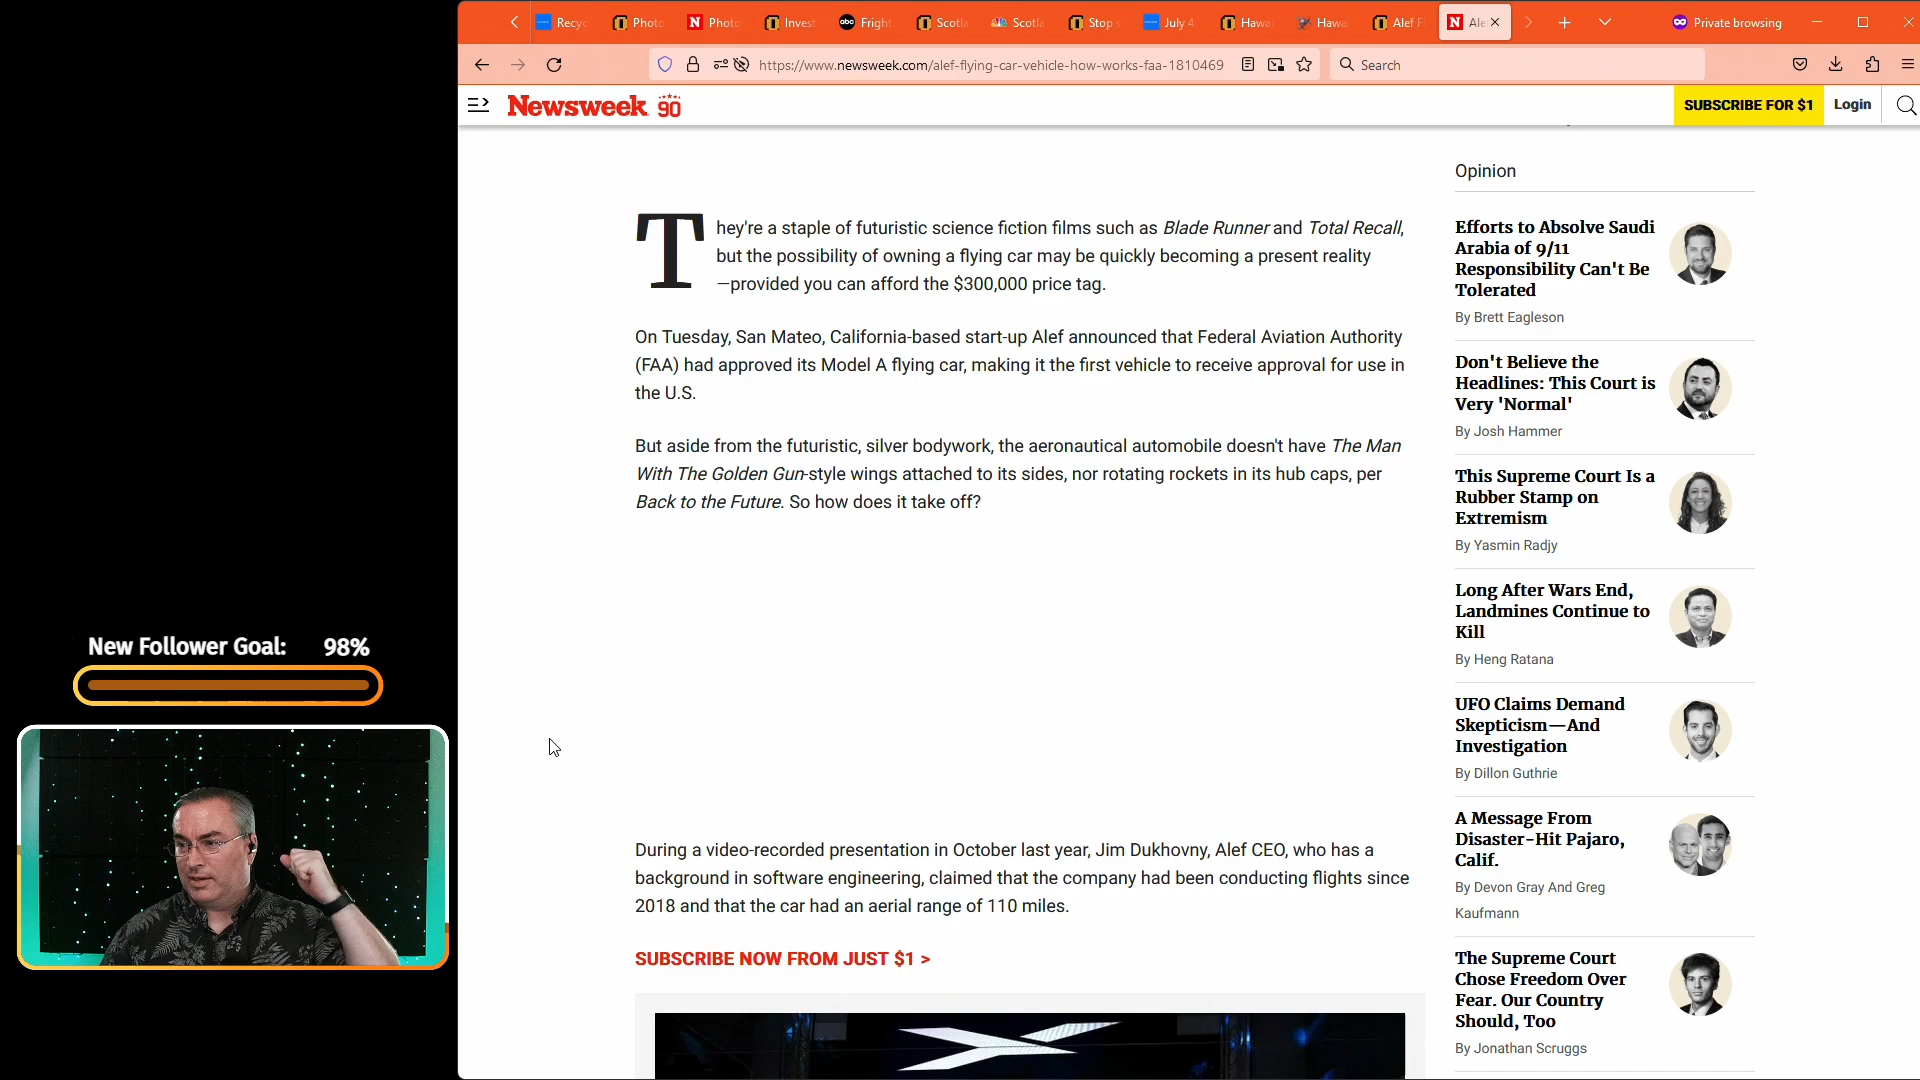 Recyc
Photo
Photo
Invest
Fright
Scotla
Scotla
Stop s
July 4
Hawa
Hawa
Alef F
Ale
Private browsing
https://www.newsweek.com/alef-flying-car-vehicle-how-works-faa-1810469
Search
Newsweek 90
SUBSCRIBE FOR $1
Login
They're a staple of futuristic science fiction films such as Blade Runner and Total Recall,
but the possibility of owning a flying car may be quickly becoming a present reality
—provided you can afford the $300,000 price tag.
On Tuesday, San Mateo, California-based start-up Alef announced that Federal Aviation Authority
(FAA) had approved its Model A flying car, making it the first vehicle to receive approval for use in
the U.S.
But aside from the futuristic, silver bodywork, the aeronautical automobile doesn't have The Man
With The Golden Gun-style wings attached to its sides, nor rotating rockets in its hub caps, per
Back to the Future. So how does it take off?
During a video-recorded presentation in October last year, Jim Dukhovny, Alef CEO, who has a
background in software engineering, claimed that the company had been conducting flights since
2018 and that the car had an aerial range of 110 miles.
SUBSCRIBE NOW FROM JUST $1 >
Opinion
Efforts to Absolve Saudi
Arabia of 9/11
Responsibility Can't Be
Tolerated
By Brett Eagleson
Don't Believe the
Headlines: This Court is
Very 'Normal'
By Josh Hammer
This Supreme Court Is a
Rubber Stamp on
Extremism
By Yasmin Radjy
Long After Wars End,
Landmines Continue to
Kill
By Heng Ratana
UFO Claims Demand
Skepticism—And
Investigation
By Dillon Guthrie
A Message From
Disaster-Hit Pajaro,
Calif.
By Devon Gray And Greg
Kaufmann
The Supreme Court
Chose Freedom Over
Fear. Our Country
Should, Too
By Jonathan Scruggs
New Follower Goal: 98%